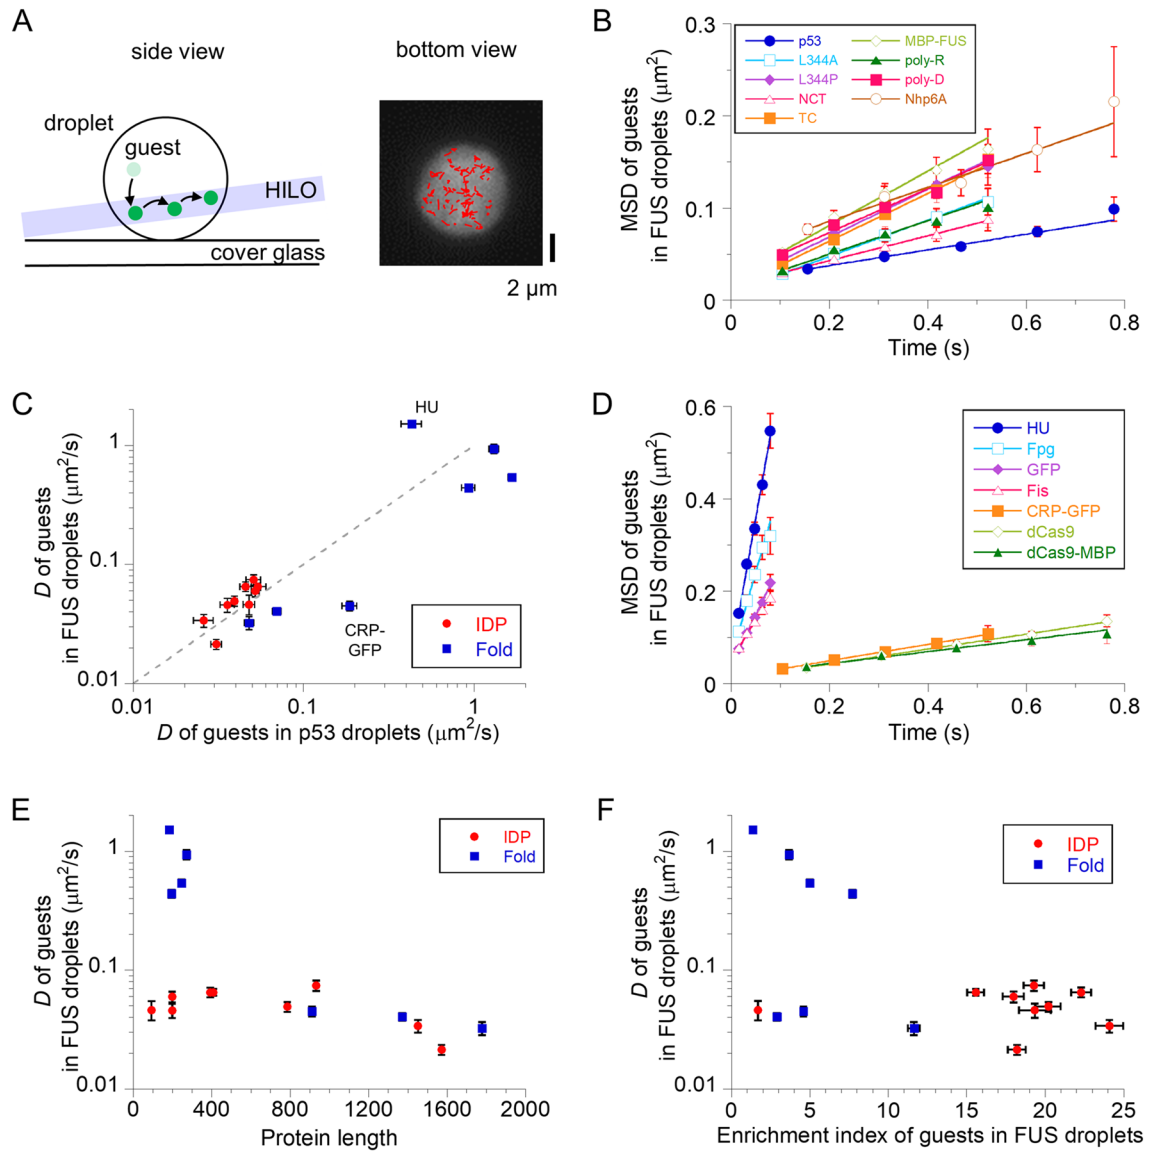 A
side view
bottom view
droplet
guest
HILO
cover glass
2 μm
B
MSD of guests
in FUS droplets (μm²)
0.3
0.2
0.1
0
p53
L344A
L344P
NCT
TC
MBP-FUS
poly-R
poly-D
Nhp6A
0 0.2 0.4 0.6 0.8
Time (s)
C
D of guests
in FUS droplets (μm²/s)
1
0.1
0.01
HU
CRP-
GFP
IDP
Fold
0.01 0.1 1
D of guests in p53 droplets (μm²/s)
D
MSD of guests
in FUS droplets (μm²)
0.6
0.4
0.2
0
HU
Fpg
GFP
Fis
CRP-GFP
dCas9
dCas9-MBP
0 0.2 0.4 0.6 0.8
Time (s)
E
D of guests
in FUS droplets (μm²/s)
1
0.1
0.01
IDP
Fold
0 400 800 1200 1600 2000
Protein length
F
D of guests
in FUS droplets (μm²/s)
1
0.1
0.01
IDP
Fold
0 5 10 15 20 25
Enrichment index of guests in FUS droplets